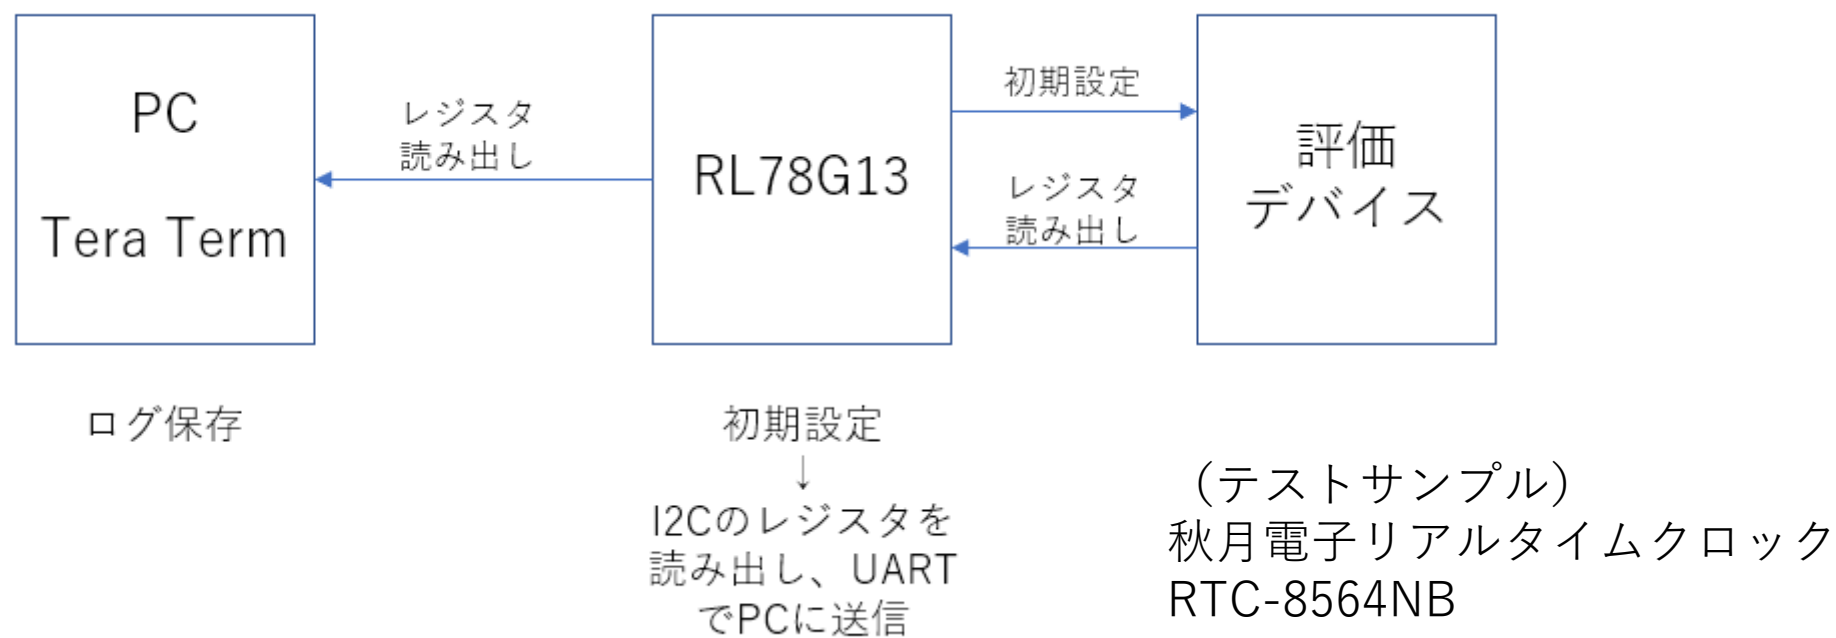 PC
Tera Term
レジスタ
読み出し
RL78G13
初期設定
レジスタ
読み出し
評価
デバイス
ログ保存
初期設定
↓
I2Cのレジスタを
読み出し、UART
でPCに送信
（テストサンプル）
秋月電子リアルタイムクロック
RTC-8564NB